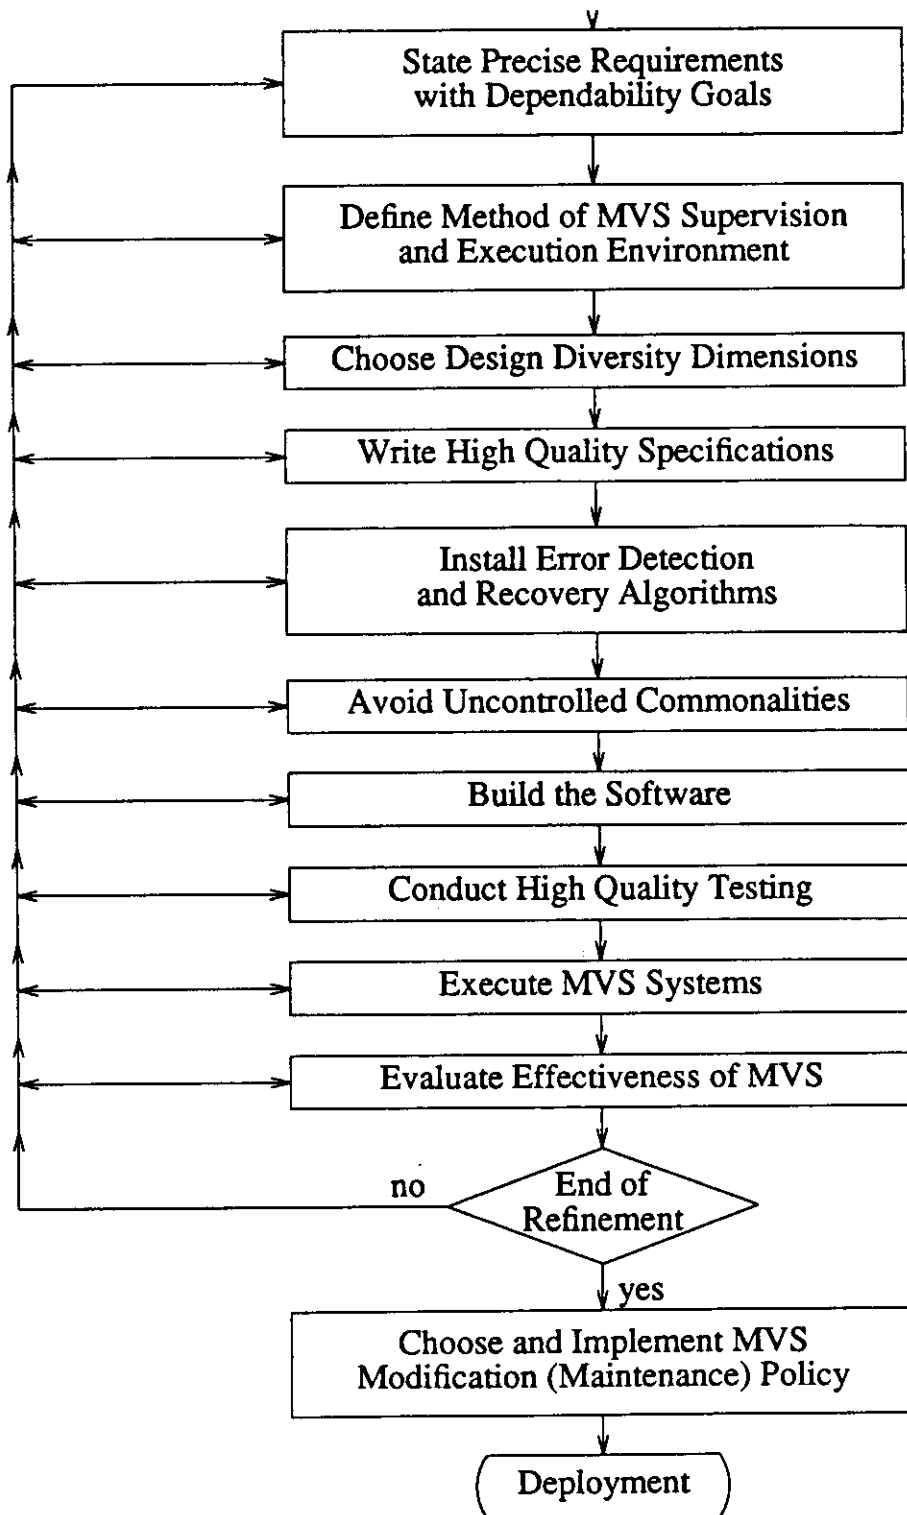 State Precise Requirements
with Dependability Goals
Define Method of MVS Supervision
and Execution Environment
Choose Design Diversity Dimensions
Write High Quality Specifications
Install Error Detection
and Recovery Algorithms
Avoid Uncontrolled Commonalities
Build the Software
Conduct High Quality Testing
Execute MVS Systems
Evaluate Effectiveness of MVS
no
End of
Refinement
yes
Choose and Implement MVS
Modification (Maintenance) Policy
Deployment